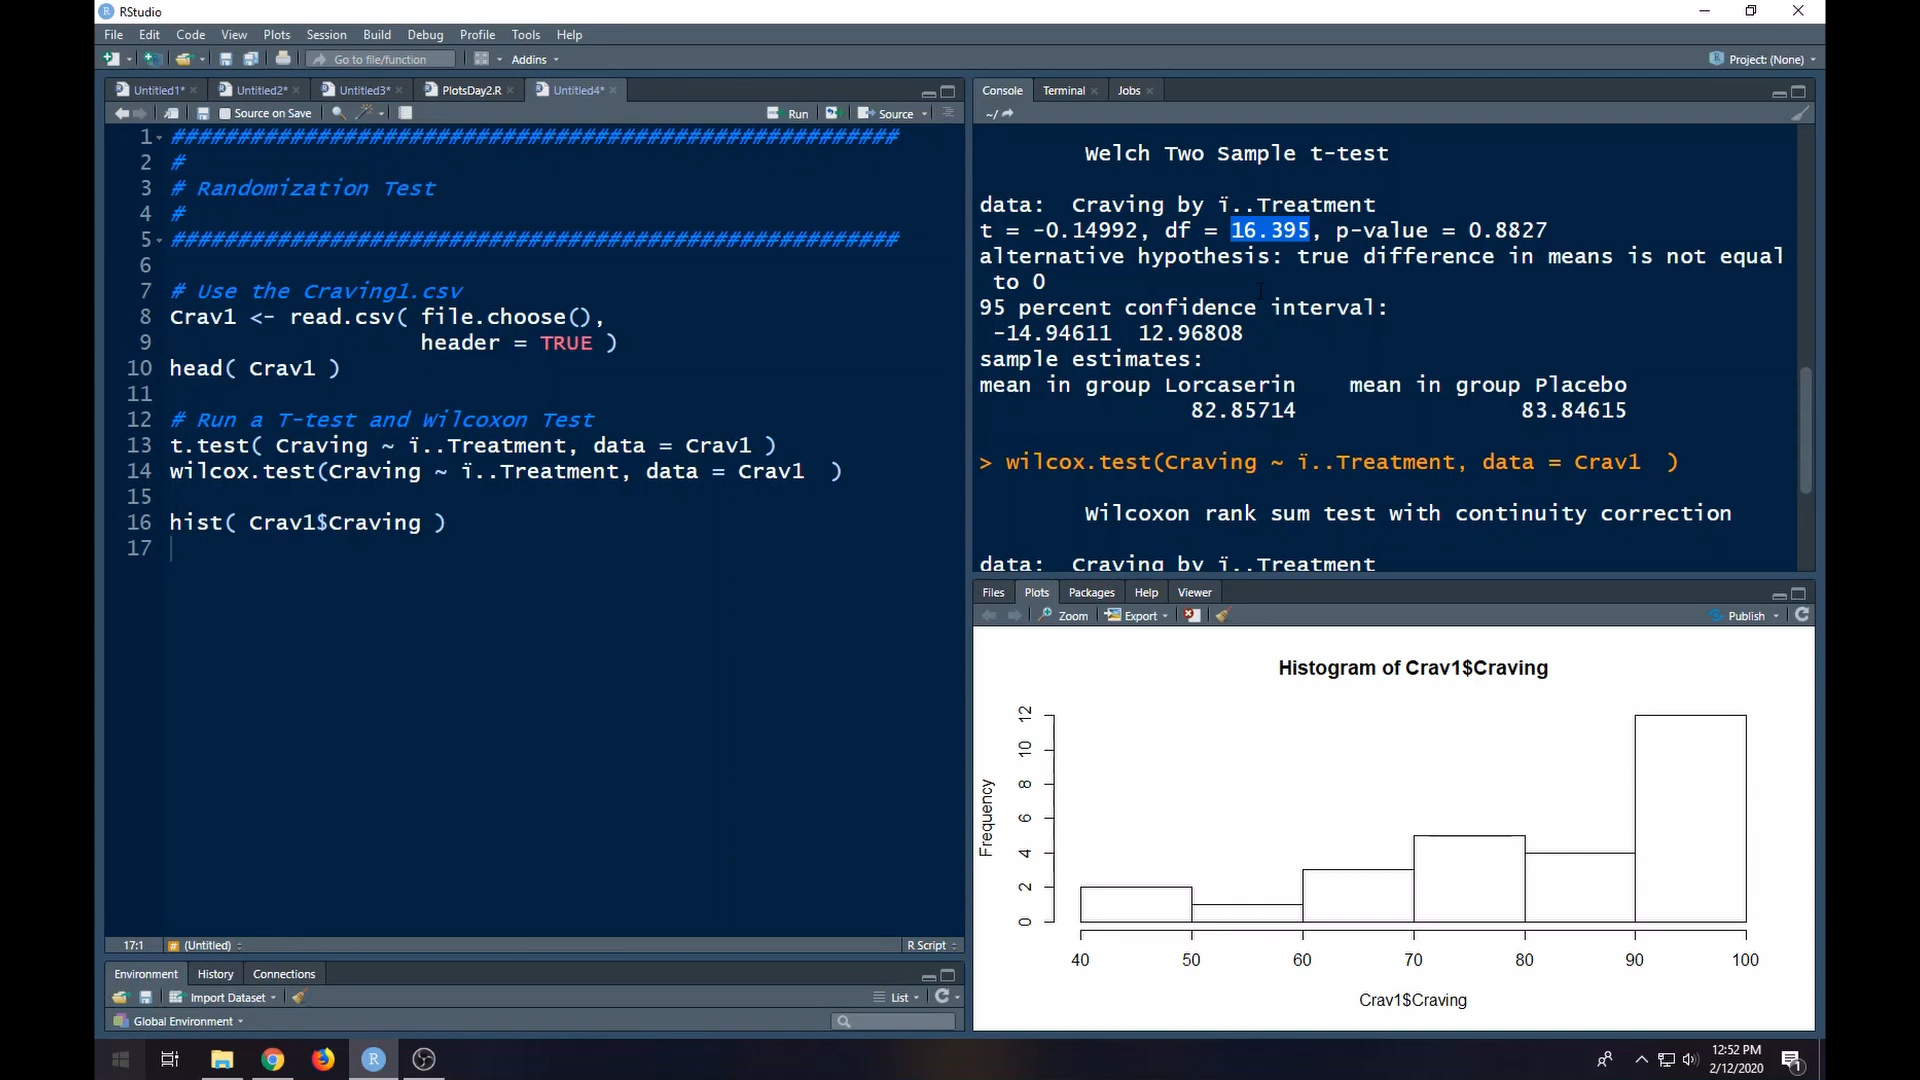 RStudio
File Edit Code View Plots Session Build Debug Profile Tools Help
Go to file/function Addins Project: (None)
Untitled1* Untitled2* Untitled3* PlotsDay2.R Untitled4*
Source on Save Run Source
1 #######################################################
2 #
3 # Randomization Test
4 #
5 #######################################################
6
7 # Use the Craving1.csv
8 Crav1 <- read.csv( file.choose(),
9 header = TRUE )
10 head( Crav1 )
11
12 # Run a T-test and Wilcoxon Test
13 t.test( Craving ~ ï..Treatment, data = Crav1 )
14 wilcox.test(Craving ~ ï..Treatment, data = Crav1 )
15
16 hist( Crav1$Craving )
17
17:1 # (Untitled) R Script
Environment History Connections
Import Dataset List
Global Environment
Console Terminal Jobs
~/
Welch Two Sample t-test
data: Craving by ï..Treatment
t = -0.14992, df = 16.395, p-value = 0.8827
alternative hypothesis: true difference in means is not equal
to 0
95 percent confidence interval:
-14.94611 12.96808
sample estimates:
mean in group Lorcaserin mean in group Placebo
82.85714 83.84615
> wilcox.test(Craving ~ ï..Treatment, data = Crav1 )
Wilcoxon rank sum test with continuity correction
data: Craving by ï..Treatment
Files Plots Packages Help Viewer
Zoom Export Publish
Histogram of Crav1$Craving
Frequency
12
10
8
6
4
2
0
40 50 60 70 80 90 100
Crav1$Craving
12:52 PM
2/12/2020
1